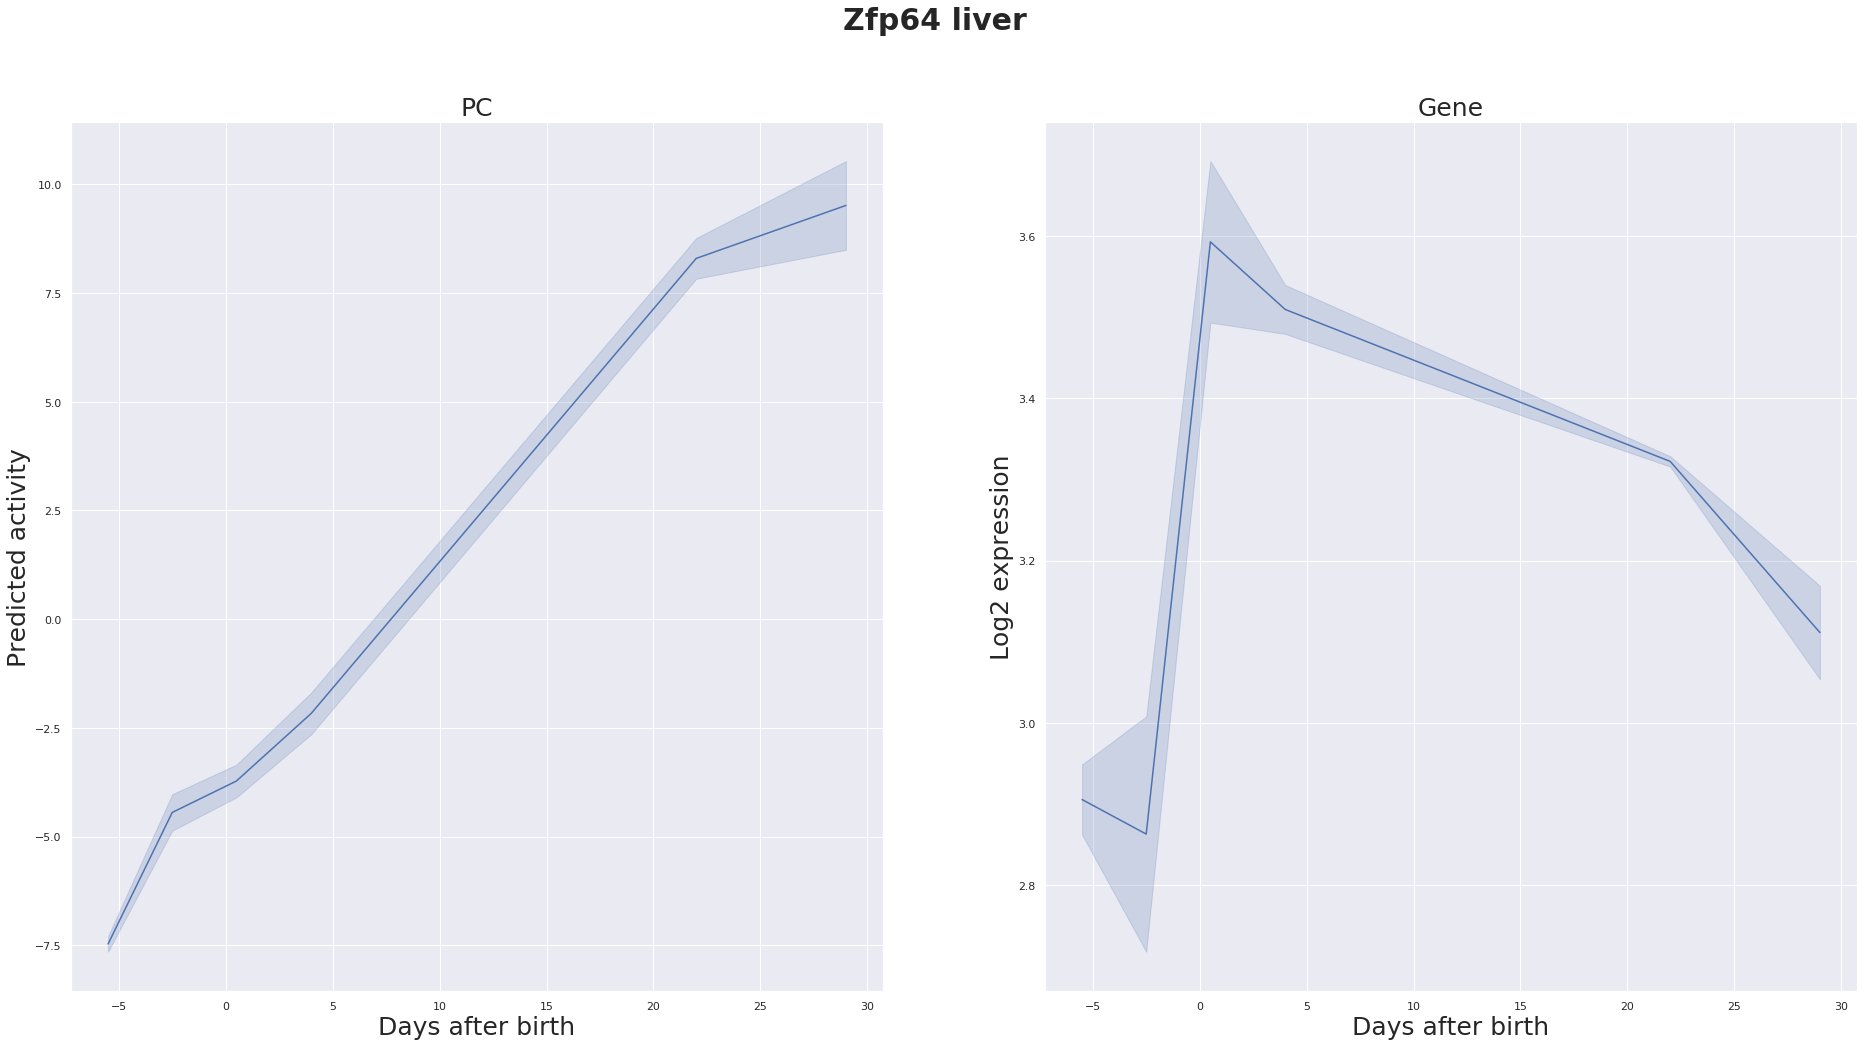 Zfp64 liver
PC
Predicted activity
10.0
7.5
5.0
2.5
0.0
−2.5
−5.0
−7.5
−5 0 5 10 15 20 25 30
Days after birth
Gene
Log2 expression
3.6
3.4
3.2
3.0
2.8
−5 0 5 10 15 20 25 30
Days after birth